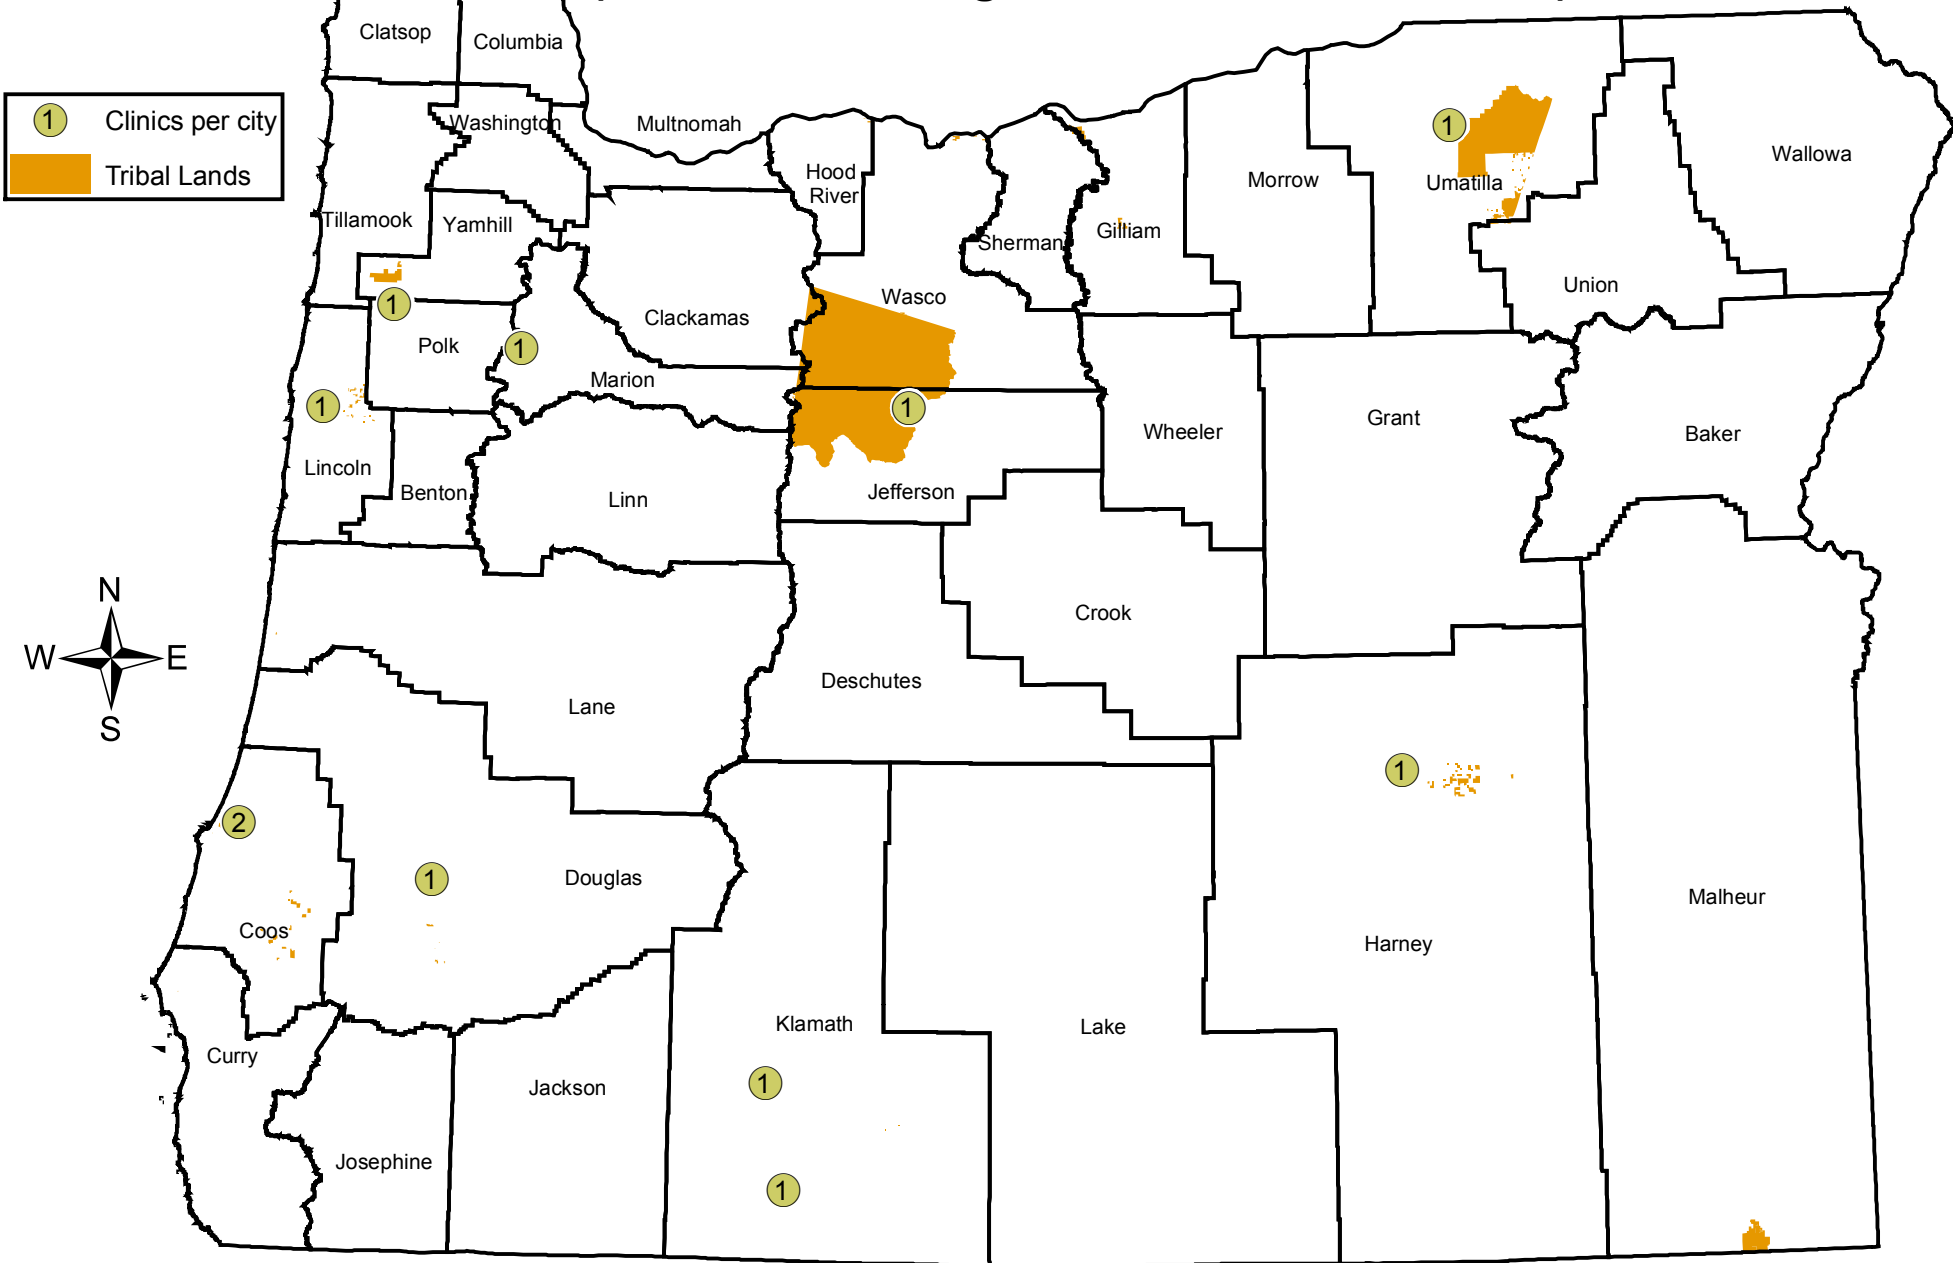 Clatsop
Columbia
1 Clinics per city
Tribal Lands
Washington
Multnomah
Hood
River
Morrow
1
Umatilla
Wallowa
Tillamook
Yamhill
Sherman
Gilliam
Union
1
Polk
1
Marion
Clackamas
Wasco
1
Lincoln
Benton
Linn
1
Jefferson
Wheeler
Grant
Baker
N
W E
S
Lane
Deschutes
Crook
1
2
1
Douglas
Coos
Harney
Malheur
Curry
Klamath
Lake
1
Jackson
Josephine
1